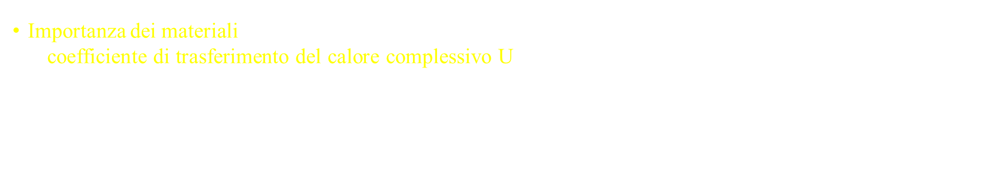 • Importanza dei materiali
coefficiente di trasferimento del calore complessivo U